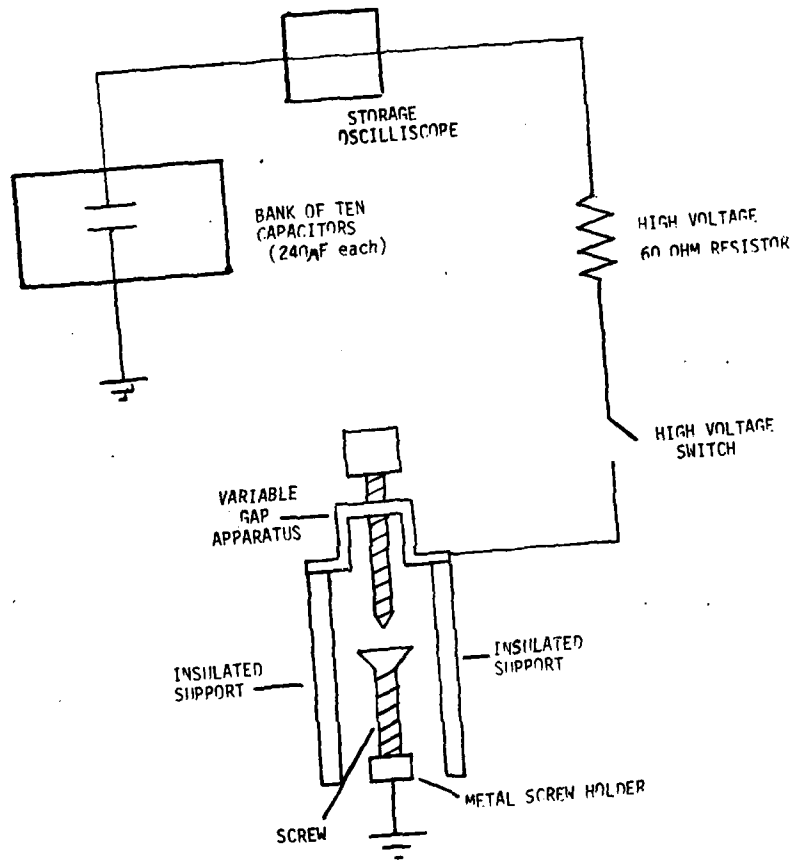 STORAGE
OSCILLISCOPE
BANK OF TEN
CAPACITORS
(240μF each)
HIGH VOLTAGE
60 OHM RESISTOR
HIGH VOLTAGE
SWITCH
VARIABLE
GAP
APPARATUS
INSULATED
SUPPORT
INSULATED
SUPPORT
METAL SCREW HOLDER
SCREW